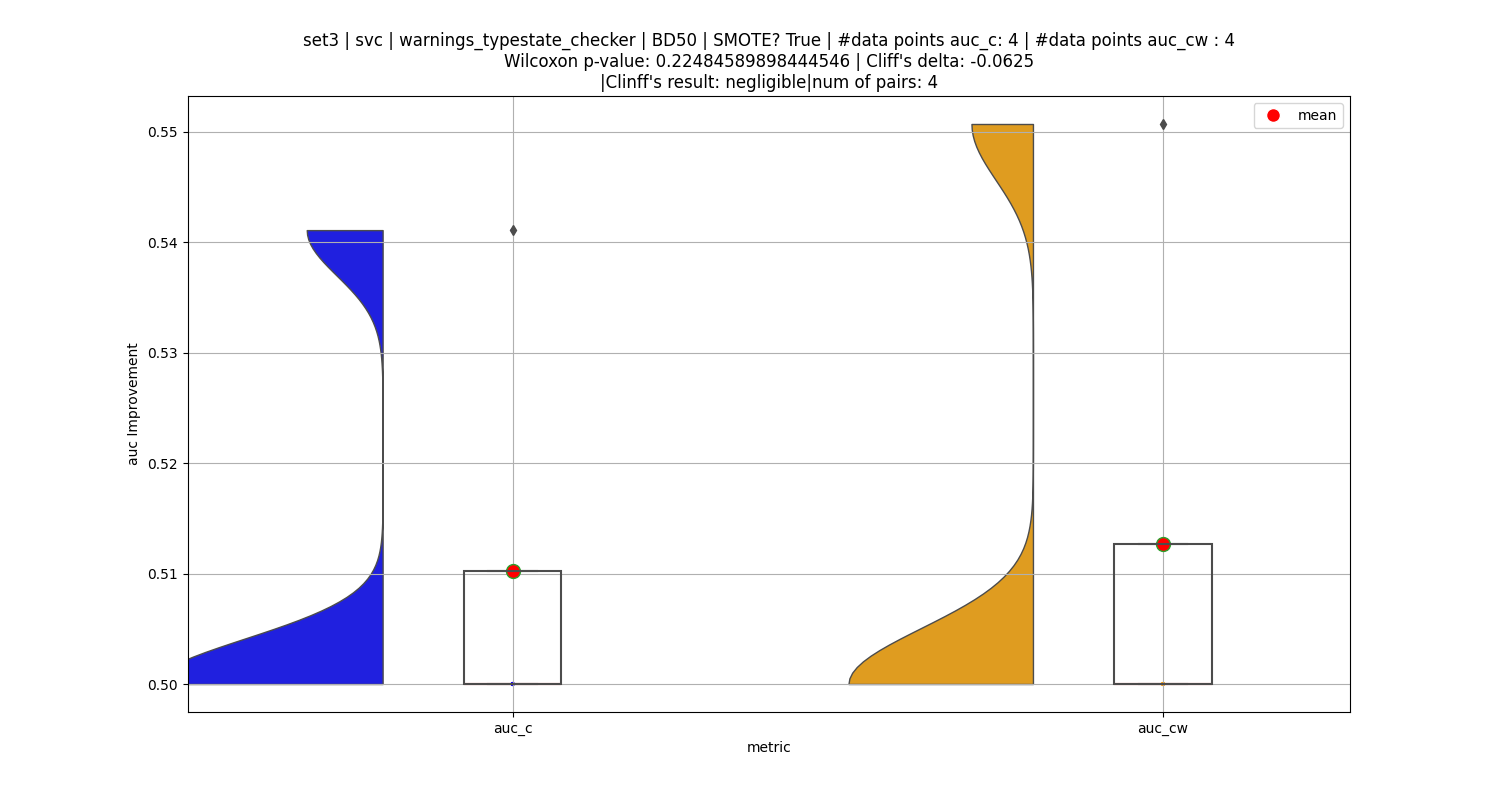 set3 | svc | warnings_typestate_checker | BD50 | SMOTE? True | #data points auc_c: 4 | #data points auc_cw : 4
Wilcoxon p-value: 0.22484589898444546 | Cliff's delta: -0.0625
|Clinff's result: negligible|num of pairs: 4
mean
0.55
0.54
0.53
0.52
0.51
0.50
auc Improvement
auc_c
auc_cw
metric